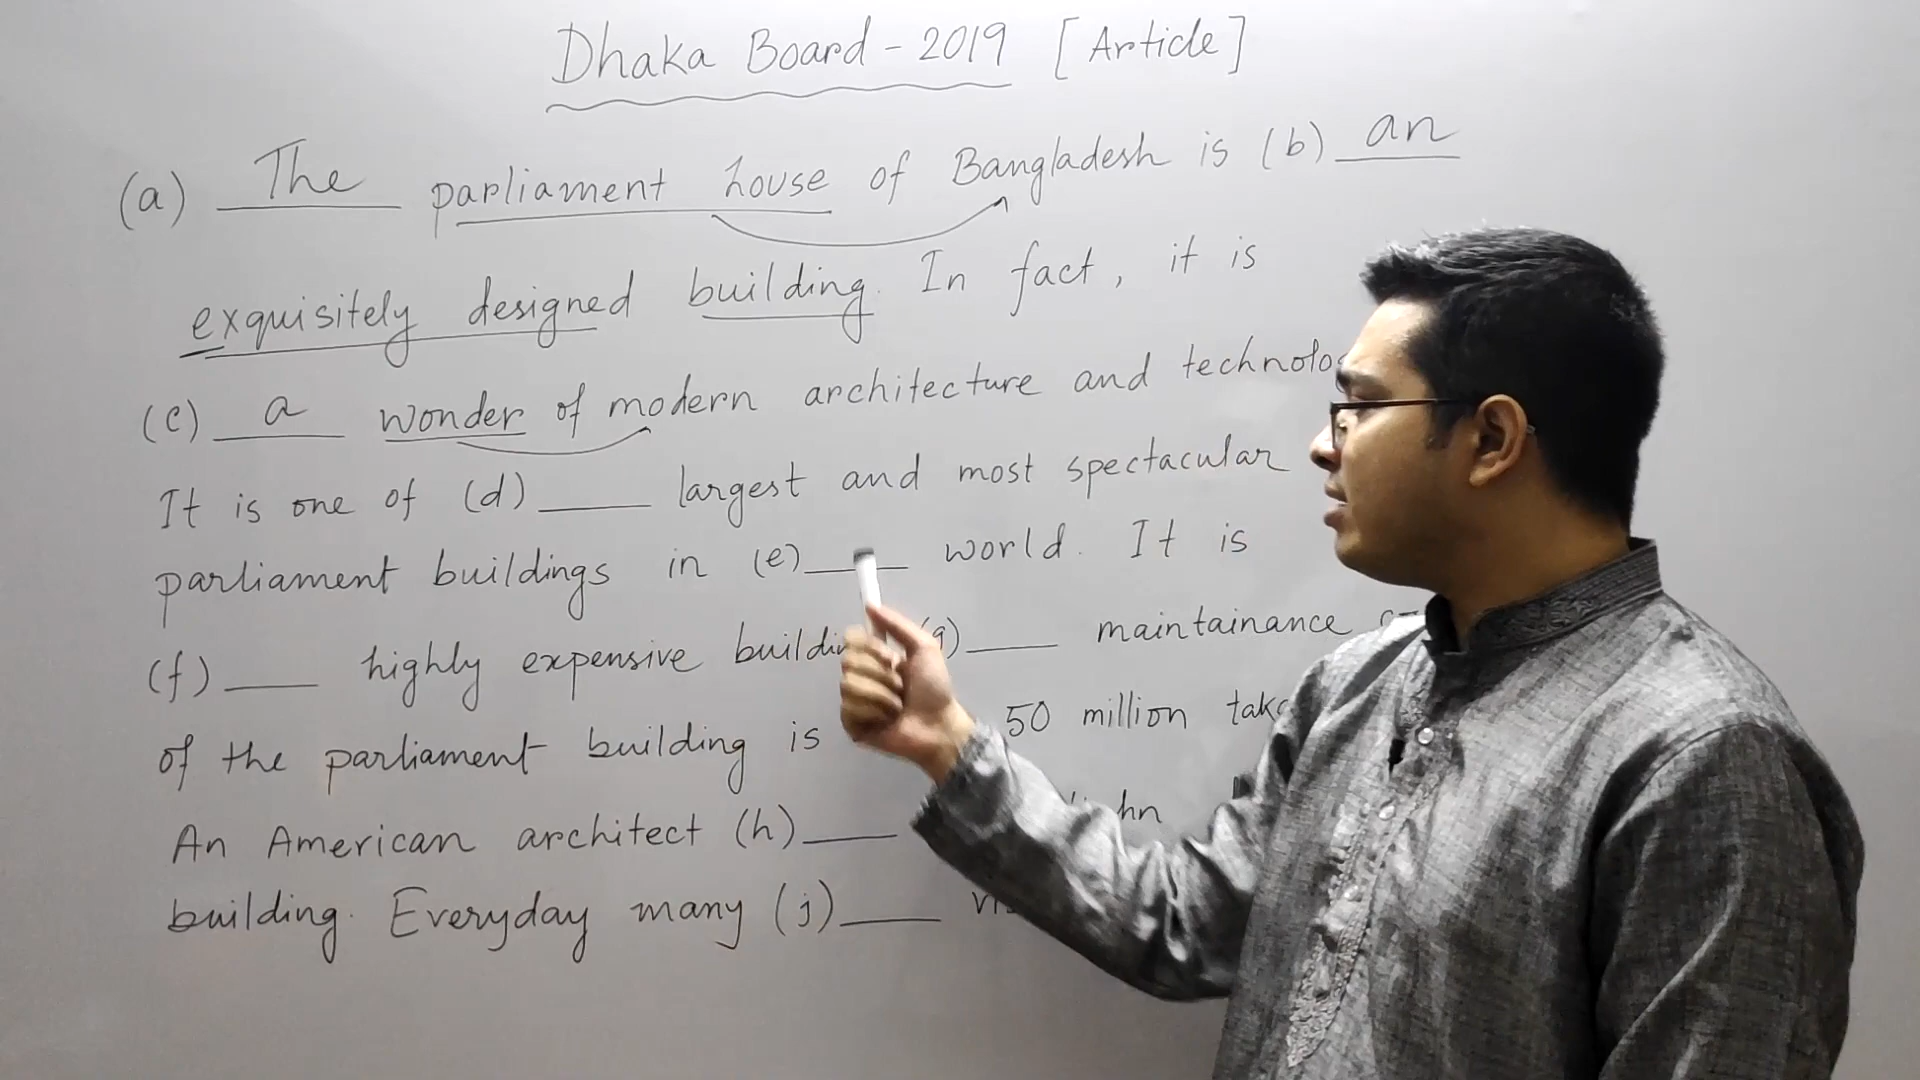 Dhaka Board - 2019 [Article]
(a) The parliament house of Bangladesh is (b) an
exquisitely designed building. In fact, it is
(c) a wonder of modern architecture and
It is one of (d) ____ largest and most spectacular
parliament buildings in (e) ____ world. It is
(f) ____ highly expensive (g) ____ maintainance
of the parliament building is 50 million
An American architect (h) ____
building. Everyday many (j) ____